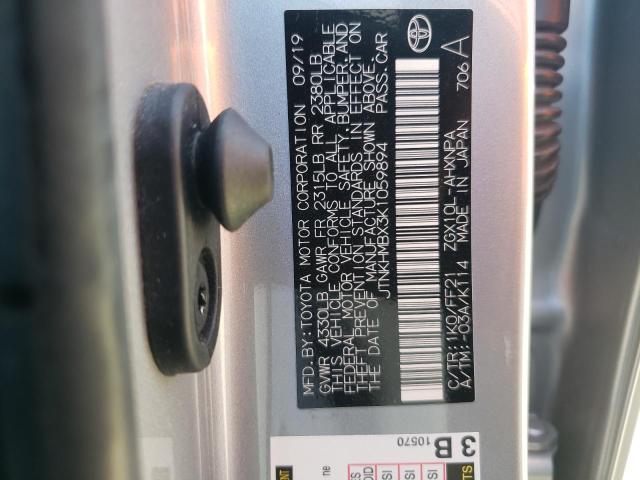 MFD. BY: TOYOTA MOTOR CORPORATION 09/19
GVWR 4330LB GAWR FR 2315LB RR 2380LB
THIS VEHICLE CONFORMS TO ALL APPLICABLE
FEDERAL MOTOR VEHICLE SAFETY, BUMPER, AND
THEFT PREVENTION STANDARDS IN EFFECT ON
THE DATE OF MANUFACTURE SHOWN ABOVE.
JTNKHMBX3K1059894 PASS.CAR
C/TR: 1K0/FF21 ZGX10L-AHXNPA
A/TM:-03A/K114 MADE IN JAPAN 706A
3B
10570